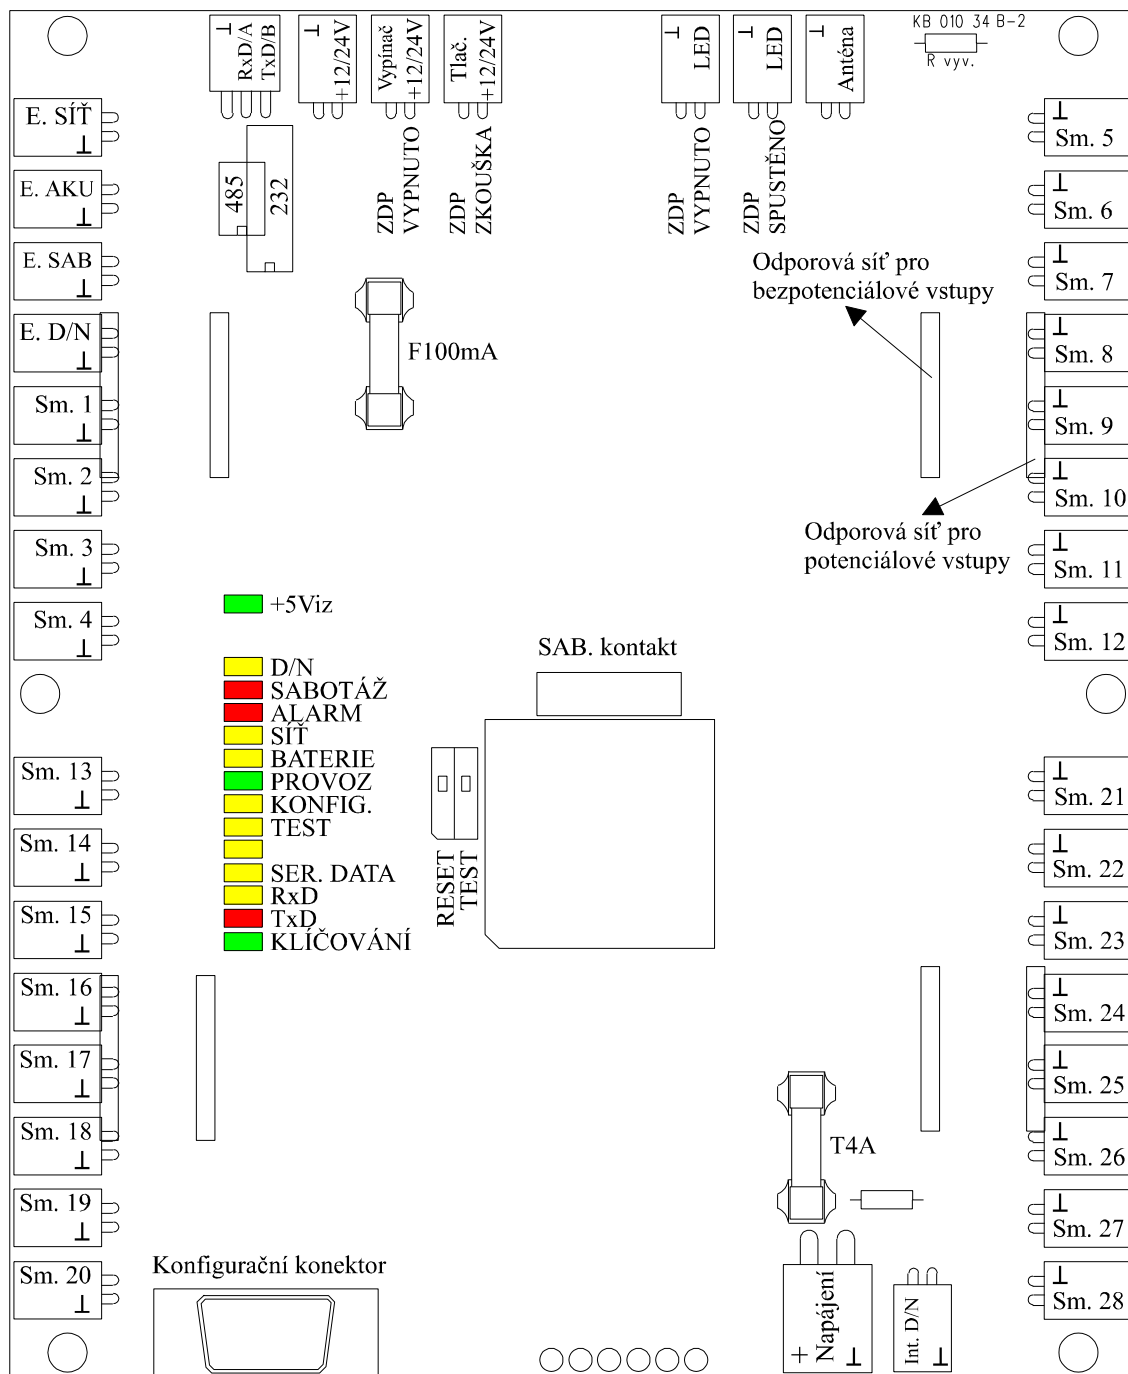 KB 010 34 B-2
R vyv.
⊥
RxD/A
TxD/B
⊥
+12/24V
Vypínač
+12/24V
Tlač.
+12/24V
⊥
LED
⊥
LED
⊥
Anténa
ZDP
VYPNUTO
ZDP
ZKOUŠKA
ZDP
VYPNUTO
ZDP
SPUSTĚNO
485
232
E. SÍŤ
⊥
E. AKU
⊥
E. SAB
⊥
E. D/N
⊥
Sm. 1
⊥
Sm. 2
⊥
Sm. 3
⊥
Sm. 4
⊥
⊥
Sm. 5
⊥
Sm. 6
⊥
Sm. 7
⊥
Sm. 8
⊥
Sm. 9
⊥
Sm. 10
⊥
Sm. 11
⊥
Sm. 12
Odporová síť pro
bezpotenciálové vstupy
F100mA
Odporová síť pro
potenciálové vstupy
+5Viz
D/N
SABOTÁŽ
ALARM
SÍŤ
BATERIE
PROVOZ
KONFIG.
TEST
SER. DATA
RxD
TxD
KLÍČOVÁNÍ
SAB. kontakt
RESET
TEST
Sm. 13
⊥
Sm. 14
⊥
Sm. 15
⊥
Sm. 16
⊥
Sm. 17
⊥
Sm. 18
⊥
Sm. 19
⊥
Sm. 20
⊥
⊥
Sm. 21
⊥
Sm. 22
⊥
Sm. 23
⊥
Sm. 24
⊥
Sm. 25
⊥
Sm. 26
⊥
Sm. 27
⊥
Sm. 28
T4A
Konfigurační konektor
Napájení
+ ⊥
Int. D/N
⊥